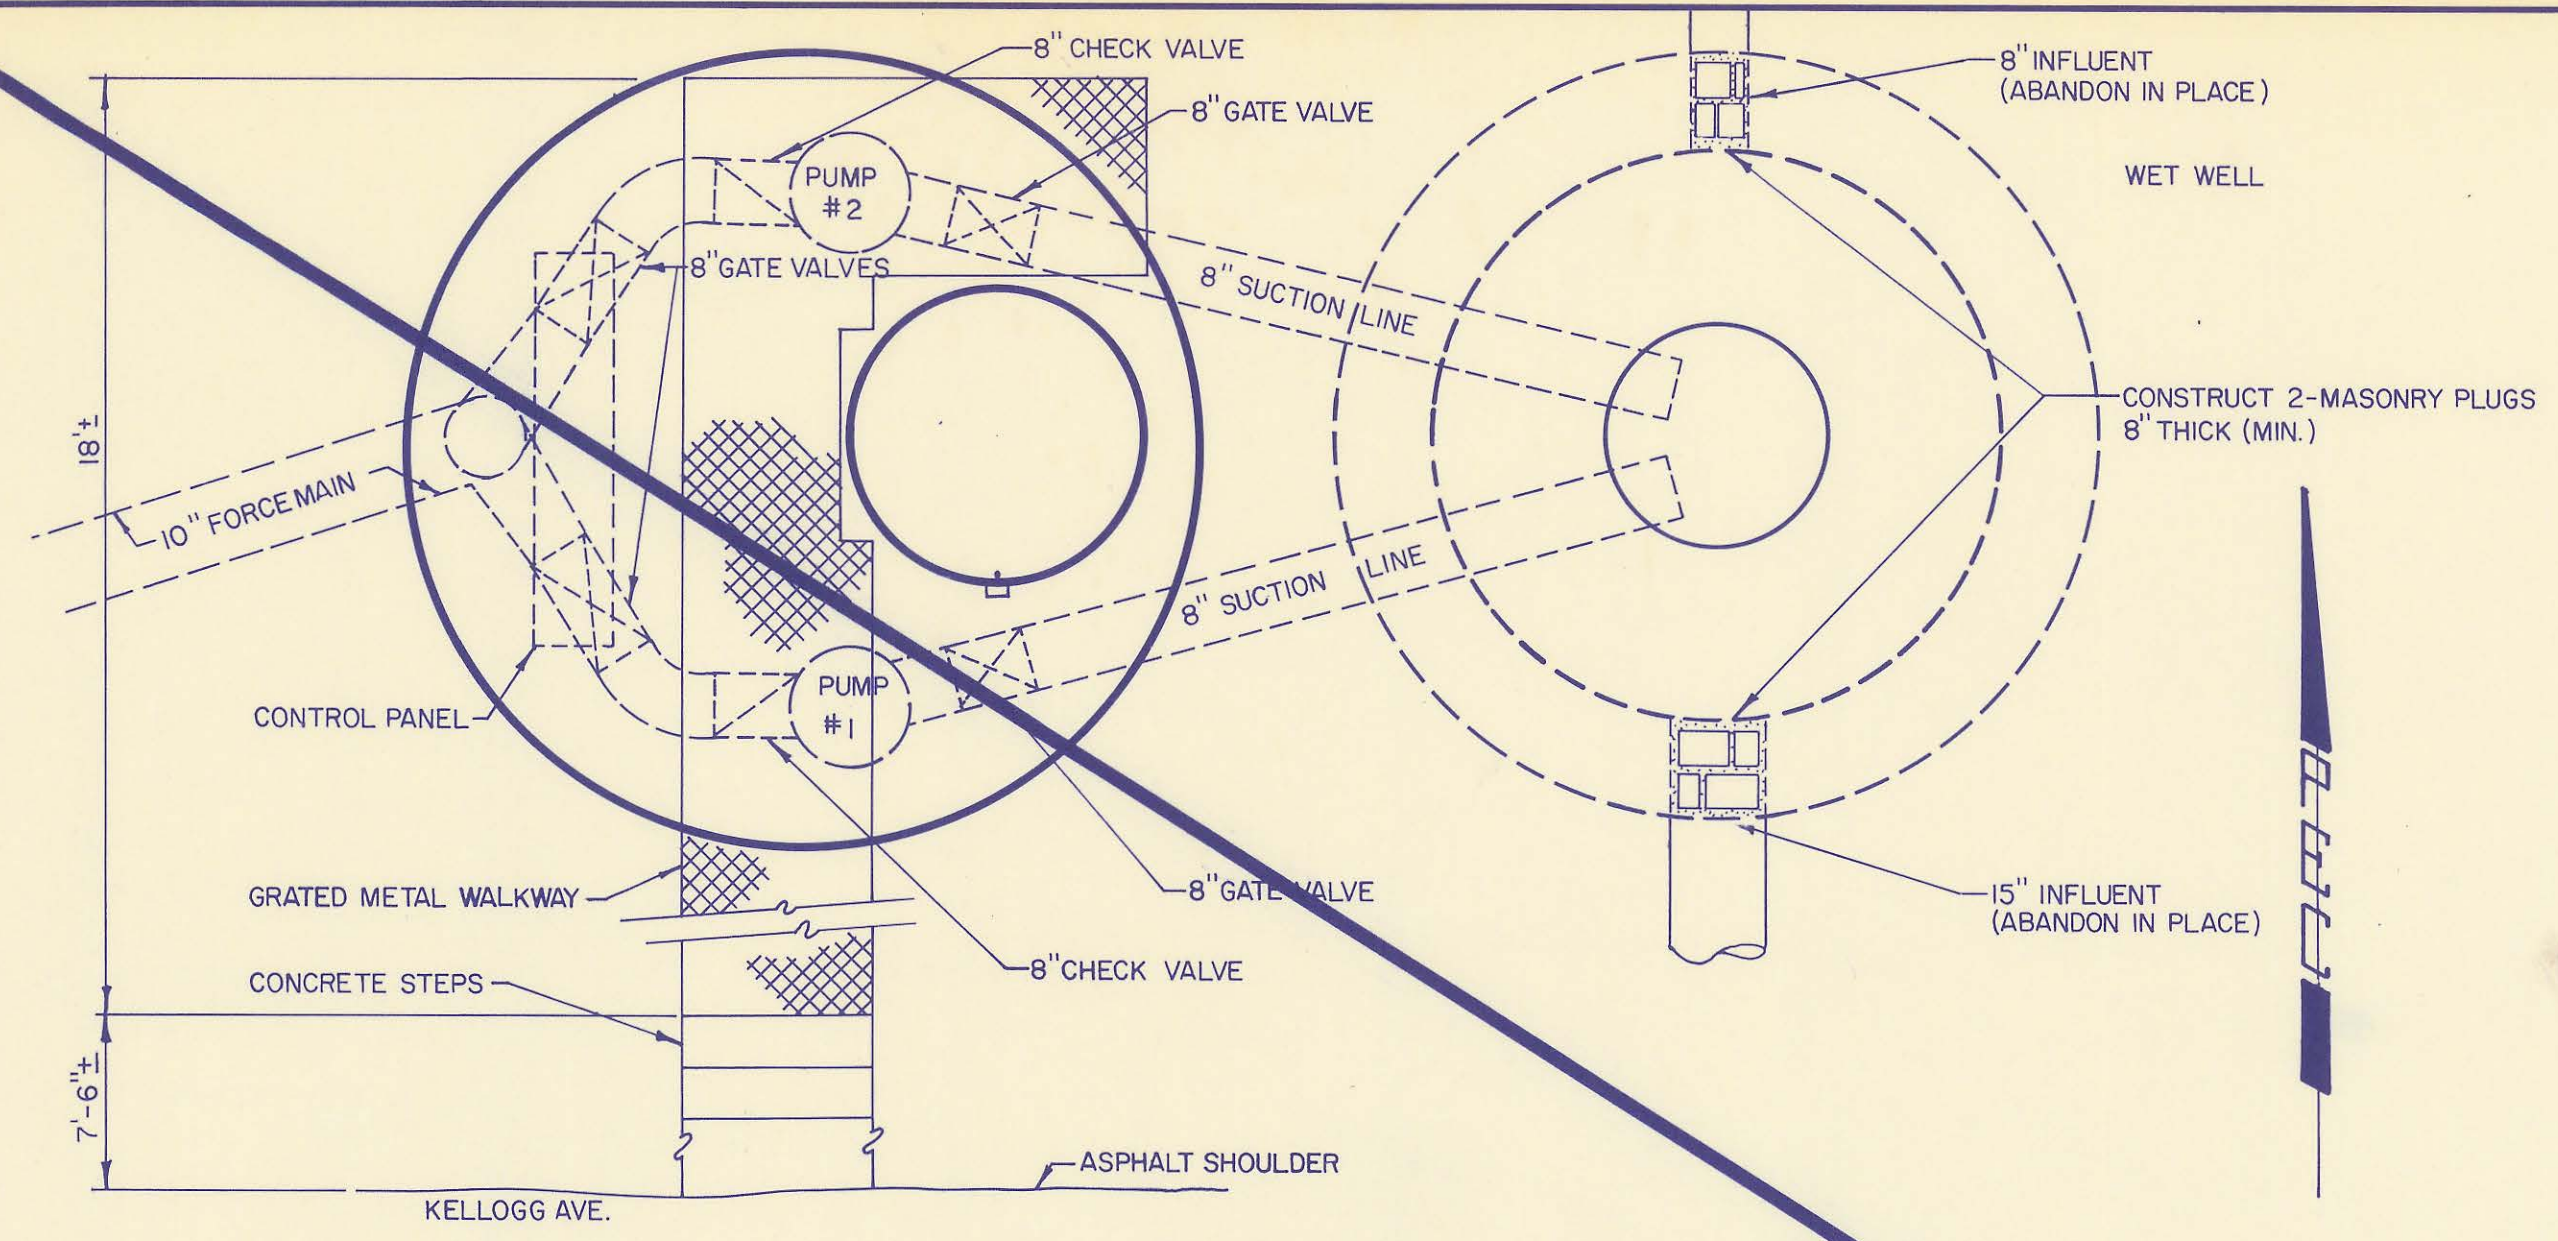 8" CHECK VALVE
8" GATE VALVE
8" INFLUENT
(ABANDON IN PLACE)
WET WELL
PUMP
#2
8" GATE VALVES
8" SUCTION LINE
CONSTRUCT 2-MASONRY PLUGS
8" THICK (MIN.)
18'±
10" FORCE MAIN
8" SUCTION LINE
PUMP
#1
CONTROL PANEL
GRATED METAL WALKWAY
8" GATE VALVE
15" INFLUENT
(ABANDON IN PLACE)
8" CHECK VALVE
CONCRETE STEPS
7'-6"±
ASPHALT SHOULDER
KELLOGG AVE.